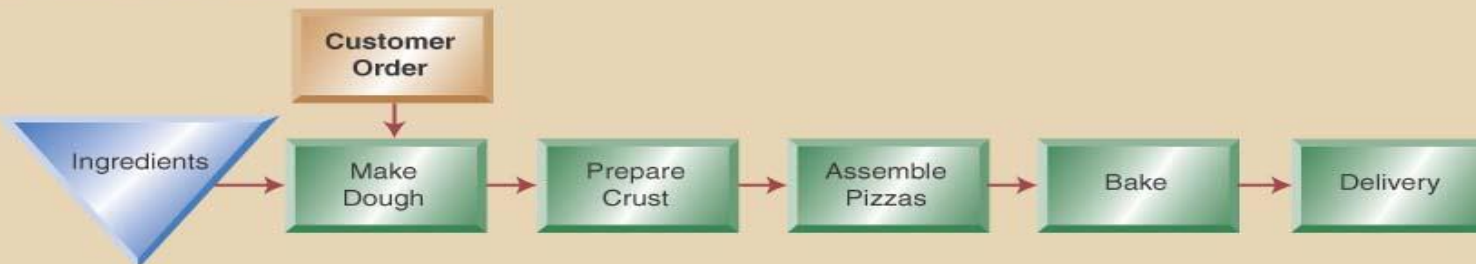 Customer
Order
Ingredients
Make
Dough
Prepare
Crust
Assemble
Pizzas
Bake
Delivery